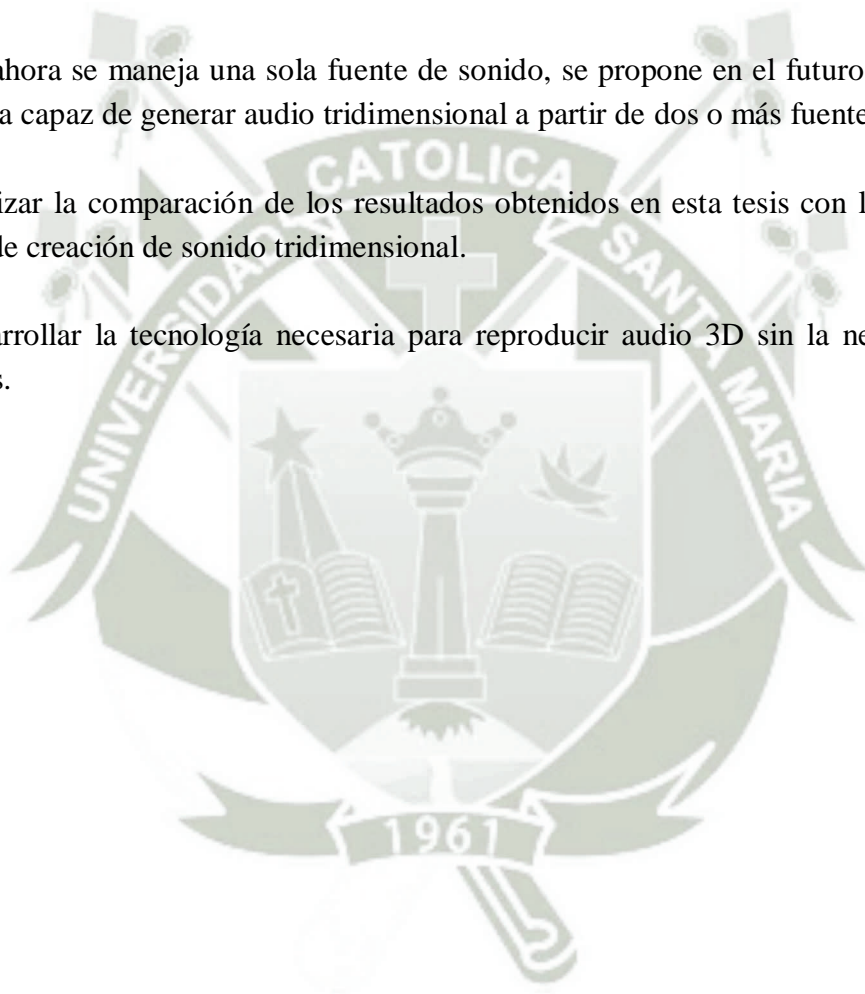 ahora se maneja una sola fuente de sonido, se propone en el futuro
a capaz de generar audio tridimensional a partir de dos o más fuente
izar la comparación de los resultados obtenidos en esta tesis con l
de creación de sonido tridimensional.
rrollar la tecnología necesaria para reproducir audio 3D sin la ne
s.
UNIVERSIDAD CATOLICA SANTA MARIA
1961